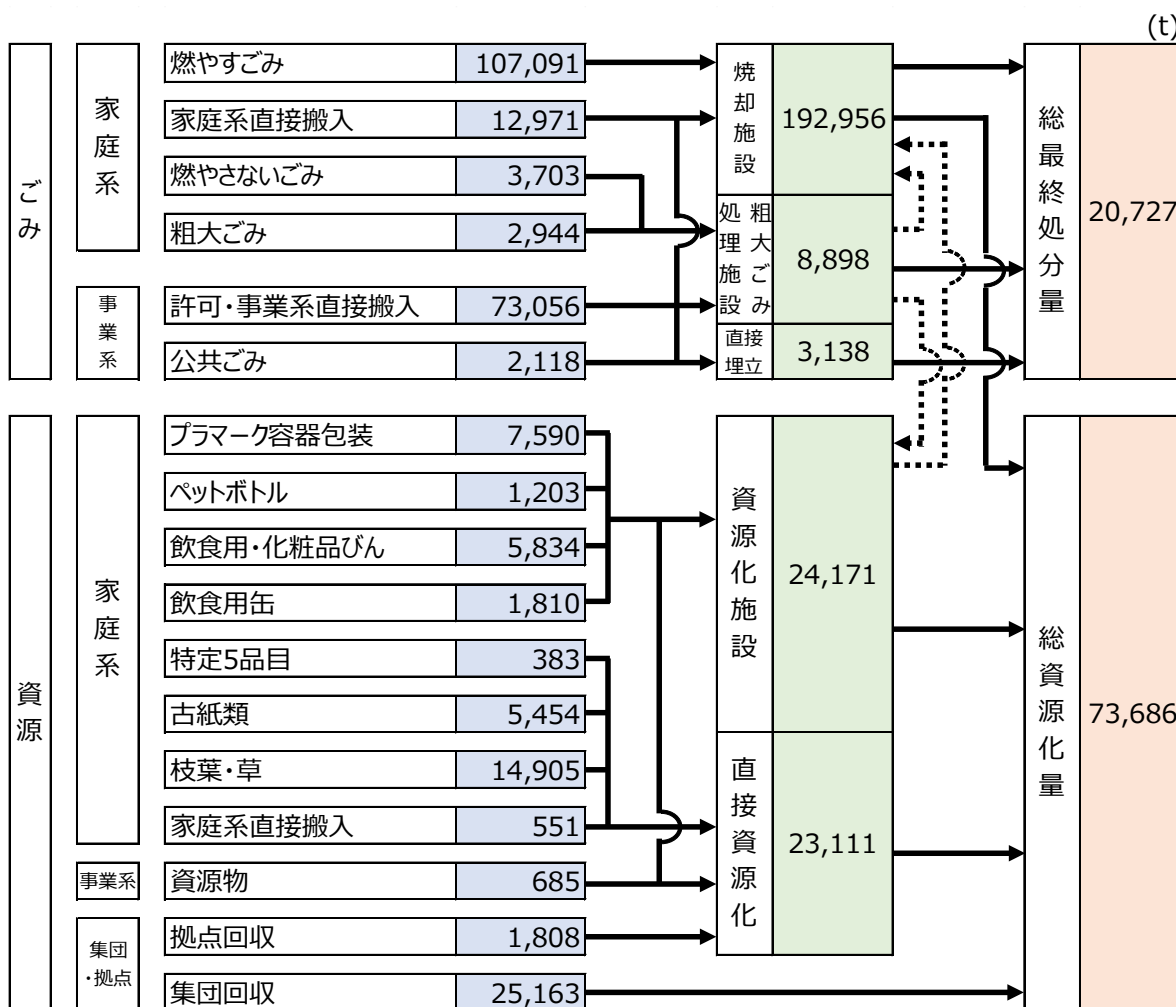 (t)
ごみ
家庭系
燃やすごみ 107,091
家庭系直接搬入 12,971
燃やさないごみ 3,703
粗大ごみ 2,944
事業系
許可・事業系直接搬入 73,056
公共ごみ 2,118
焼却施設 192,956
粗大ごみ処理施設 8,898
直接埋立 3,138
総最終処分量 20,727
資源
家庭系
プラマーク容器包装 7,590
ペットボトル 1,203
飲食用・化粧品びん 5,834
飲食用缶 1,810
特定5品目 383
古紙類 5,454
枝葉・草 14,905
家庭系直接搬入 551
事業系
資源物 685
集団・拠点
拠点回収 1,808
集団回収 25,163
資源化施設 24,171
直接資源化 23,111
総資源化量 73,686